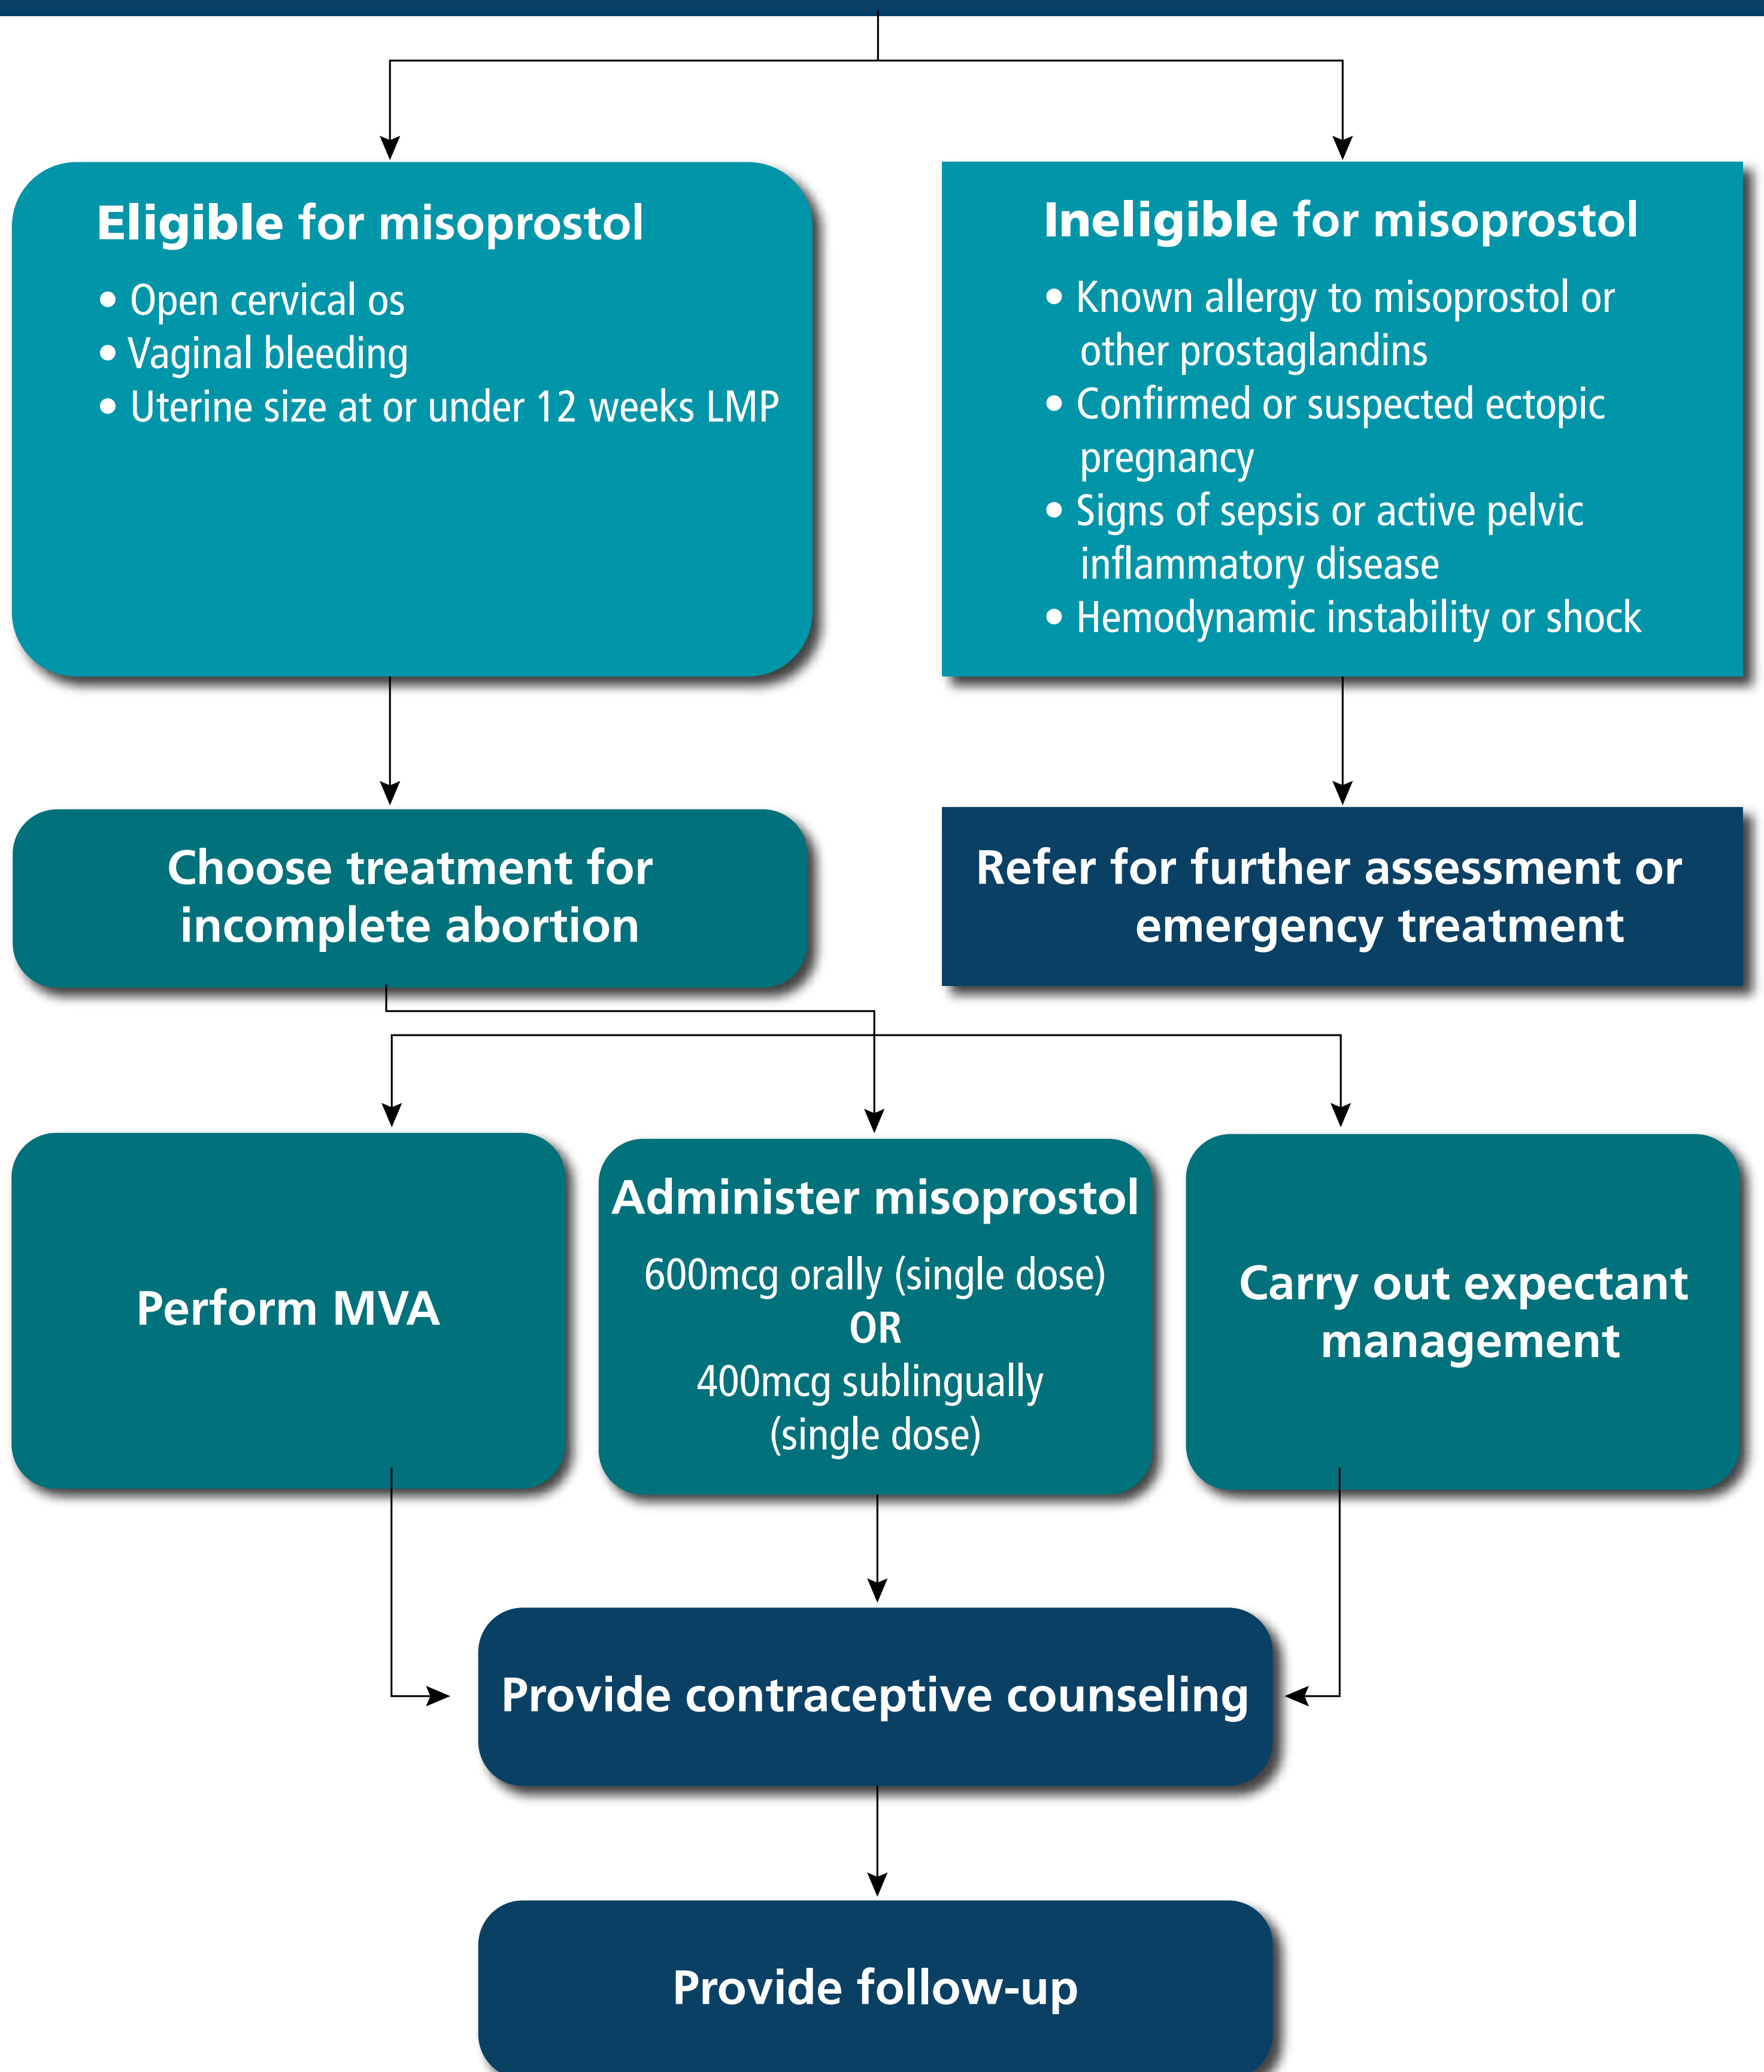 Eligible for misoprostol
• Open cervical os
• Vaginal bleeding
• Uterine size at or under 12 weeks LMP
Ineligible for misoprostol
• Known allergy to misoprostol or
other prostaglandins
• Confirmed or suspected ectopic
pregnancy
• Signs of sepsis or active pelvic
inflammatory disease
• Hemodynamic instability or shock
Choose treatment for
incomplete abortion
Refer for further assessment or
emergency treatment
Perform MVA
Administer misoprostol
600mcg orally (single dose)
OR
400mcg sublingually
(single dose)
Carry out expectant
management
Provide contraceptive counseling
Provide follow-up